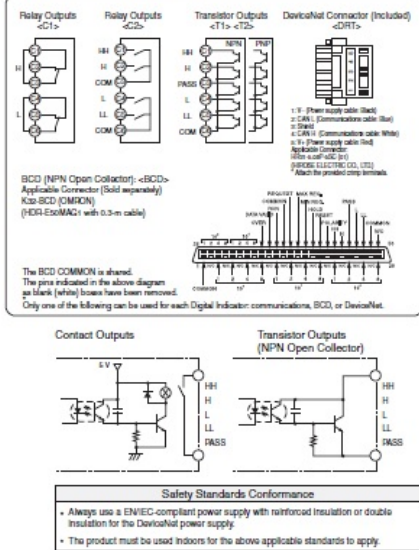 Relay Outputs
<C1>
Relay Outputs
<C2>
Transistor Outputs
<T1> <T2>
DeviceNet Connector (Included)
<DRT>
NPN
PNP
H
L
HH
H
COM
L
LL
COM
HH
H
PASS
L
LL
COM
1: V- (Power supply cable: Black)
2: CAN L (Communications cable: Blue)
3: Shield
4: CAN H (Communications cable: White)
5: V+ (Power supply cable: Red)
Applicable Connector:
(HIROSE ELECTRIC CO., LTD.)
* Attach the provided crimp terminals.
BCD (NPN Open Collector): <BCD>
Applicable Connector (Sold separately)
K32-BCD (OMRON)
(HDR-E50MAG1 with 0.3-m cable)
REQUEST
COMMON
DATA VALID
OVER
HOLD
RESET
POLARITY
PASS
LL
COMMON
COMMON
The BCD COMMON is shared.
The pins indicated in the above diagram
as blank (white) boxes have been removed.
* Only one of the following can be used for each Digital Indicator: communications, BCD, or DeviceNet.
Contact Outputs
Transistor Outputs
(NPN Open Collector)
5 V
HH
H
L
LL
PASS
HH
H
L
LL
PASS
Safety Standards Conformance
• Always use a EN/IEC-compliant power supply with reinforced insulation or double
insulation for the DeviceNet power supply.
• The product must be used indoors for the above applicable standards to apply.